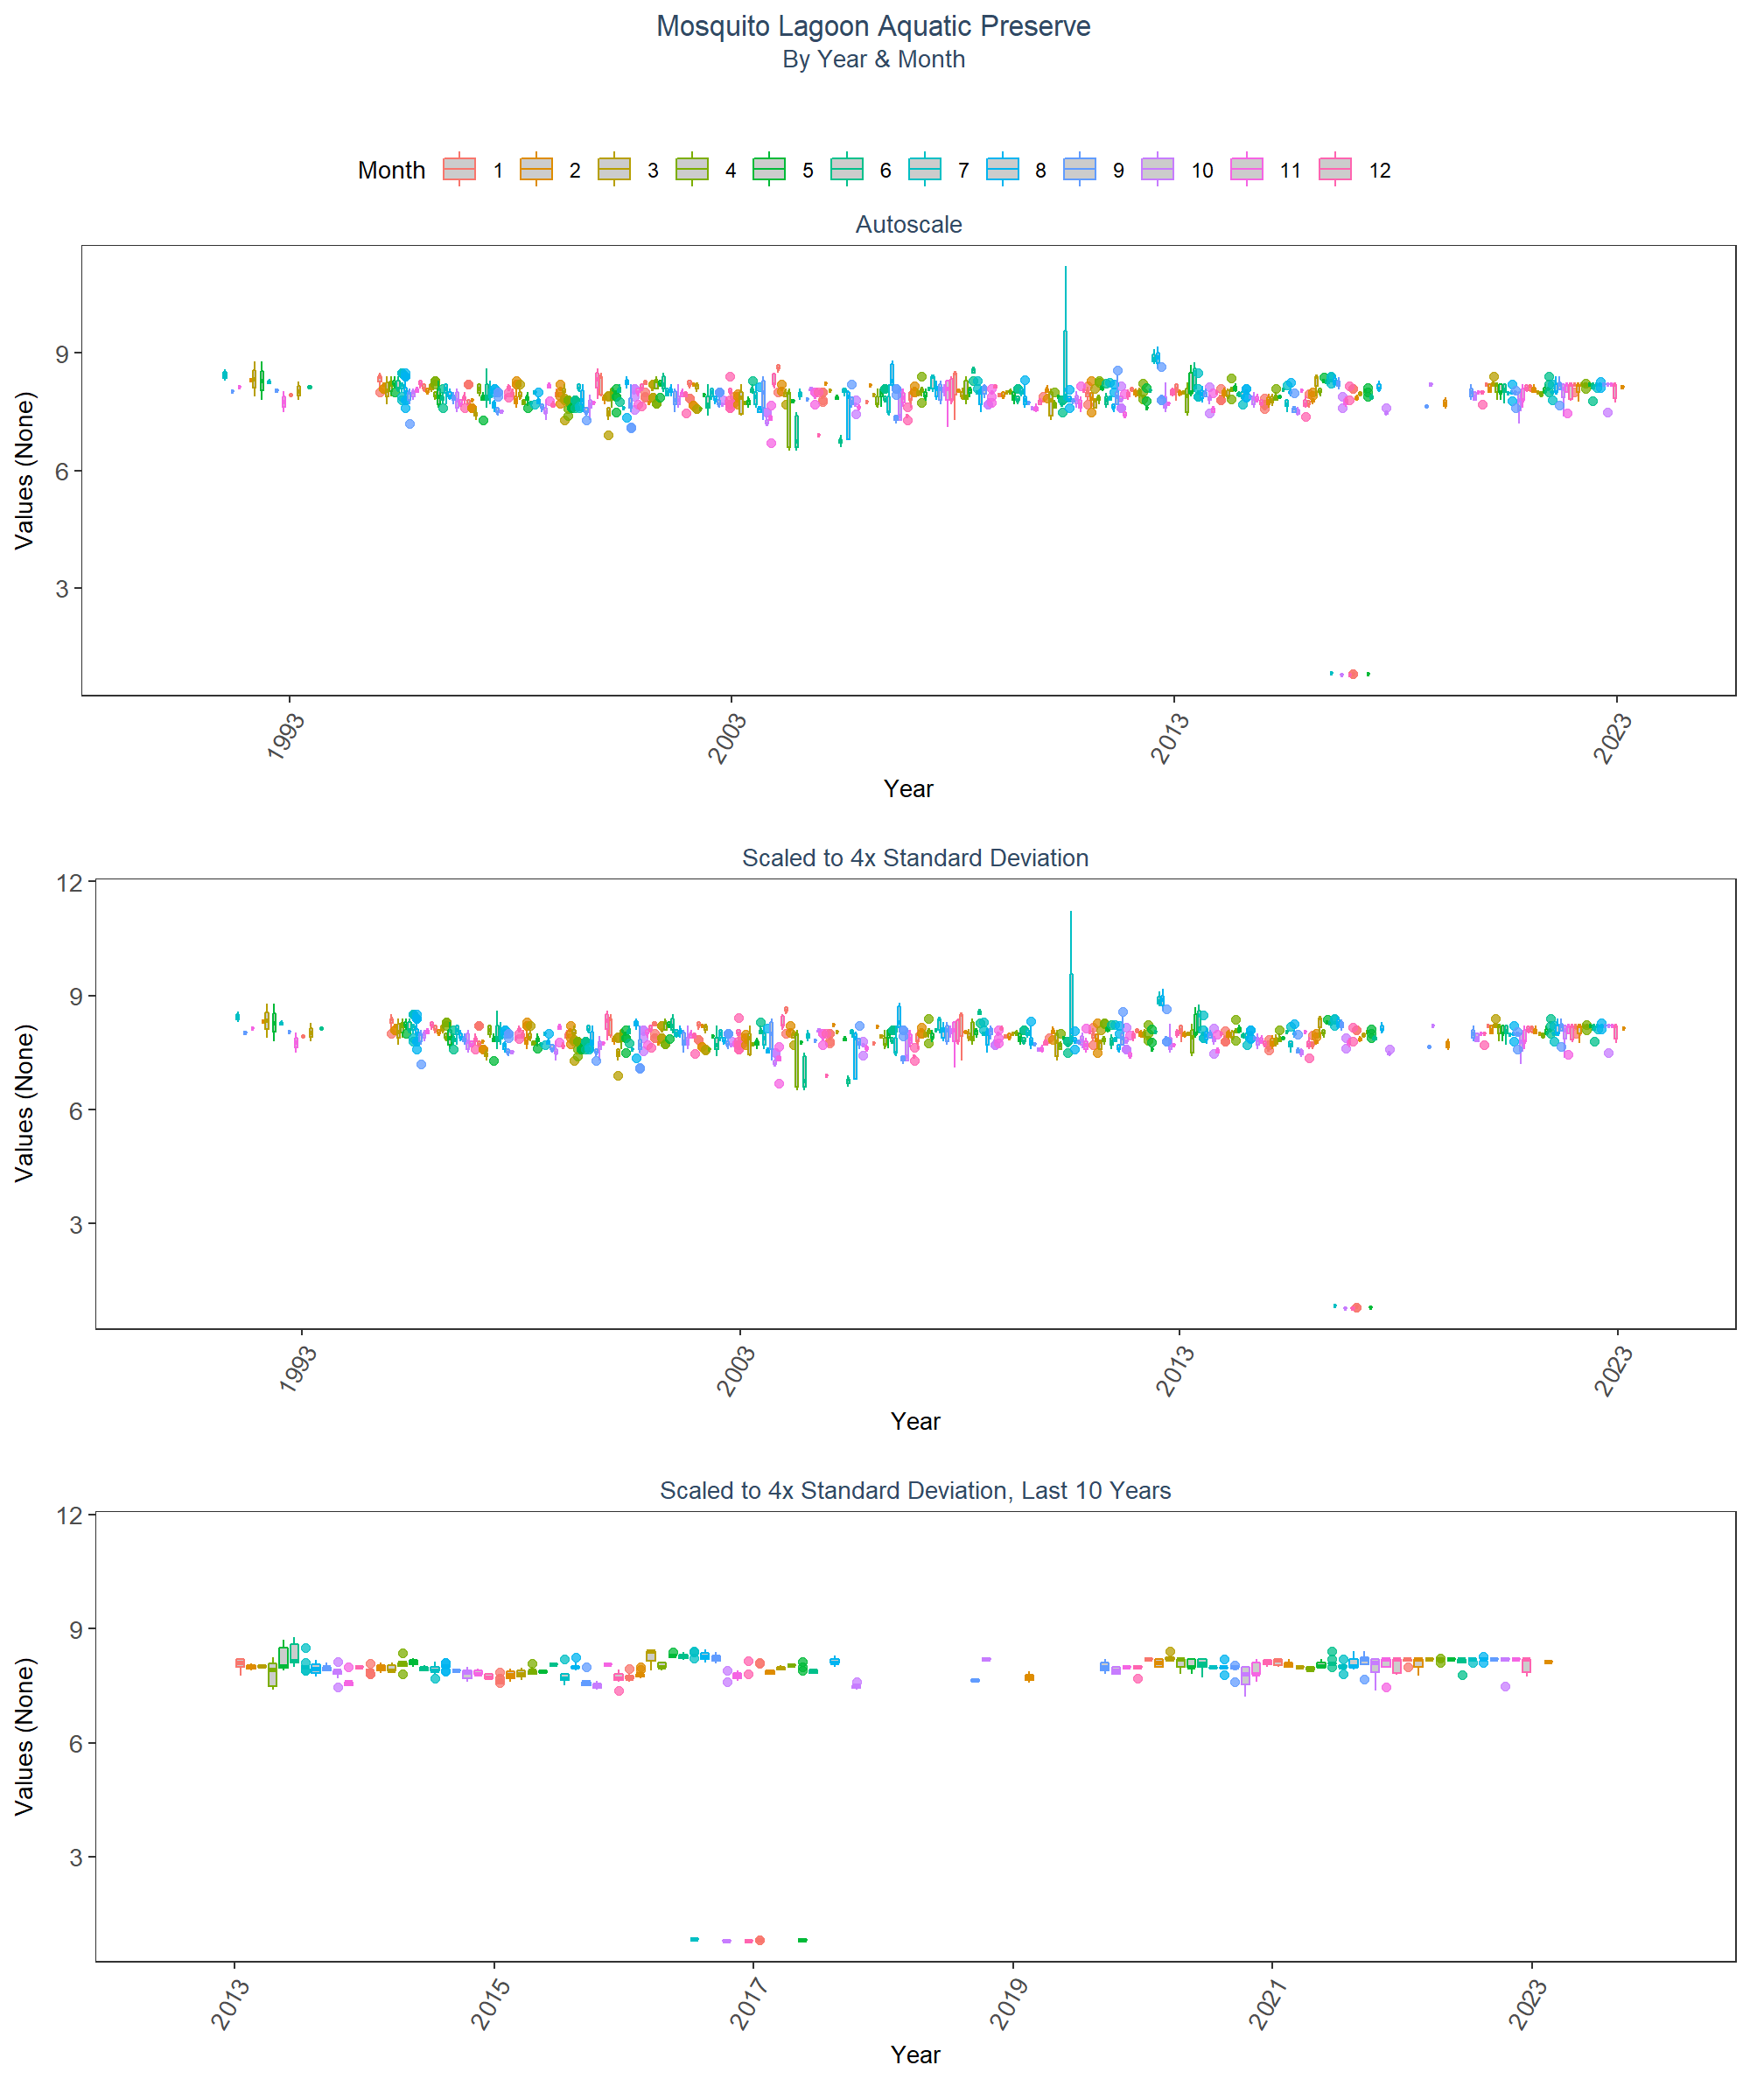 Mosquito Lagoon Aquatic Preserve
By Year & Month
Month 1 2 3 4 5 6 7 8 9 10 11 12
Autoscale
Values (None)
9
6
3
1993 2003 2013 2023
Year
Scaled to 4x Standard Deviation
Values (None)
12
9
6
3
1993 2003 2013 2023
Year
Scaled to 4x Standard Deviation, Last 10 Years
Values (None)
12
9
6
3
2013 2015 2017 2019 2021 2023
Year